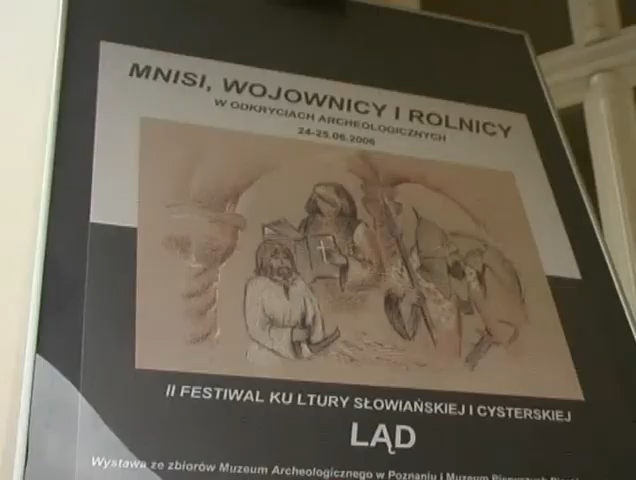 MNISI, WOJOWNICY I ROLNICY
W ODKRYCIACH ARCHEOLOGICZNYCH
24-25.06.2006
II FESTIWAL KU LTURY SŁOWIAŃSKIEJ I CYSTERSKIEJ
LĄD
Wystawa ze zbiorów Muzeum Archeologicznego w Poznaniu i Muzeum